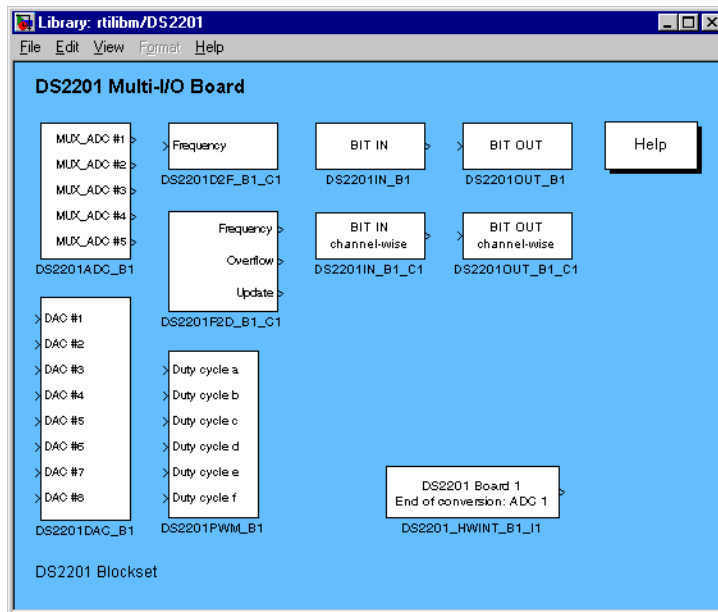 Library: rtilibm/DS2201
File Edit View Format Help
DS2201 Multi-I/O Board
MUX_ADC #1
MUX_ADC #2
MUX_ADC #3
MUX_ADC #4
MUX_ADC #5
DS2201ADC_B1
Frequency
DS2201D2F_B1_C1
BIT IN
DS2201IN_B1
BIT OUT
DS2201OUT_B1
Help
Frequency
Overflow
Update
DS2201F2D_B1_C1
BIT IN
channel-wise
DS2201IN_B1_C1
BIT OUT
channel-wise
DS2201OUT_B1_C1
DAC #1
DAC #2
DAC #3
DAC #4
DAC #5
DAC #6
DAC #7
DAC #8
DS2201DAC_B1
Duty cycle a
Duty cycle b
Duty cycle c
Duty cycle d
Duty cycle e
Duty cycle f
DS2201PWM_B1
DS2201 Board 1
End of conversion: ADC 1
DS2201_HWINT_B1_I1
DS2201 Blockset